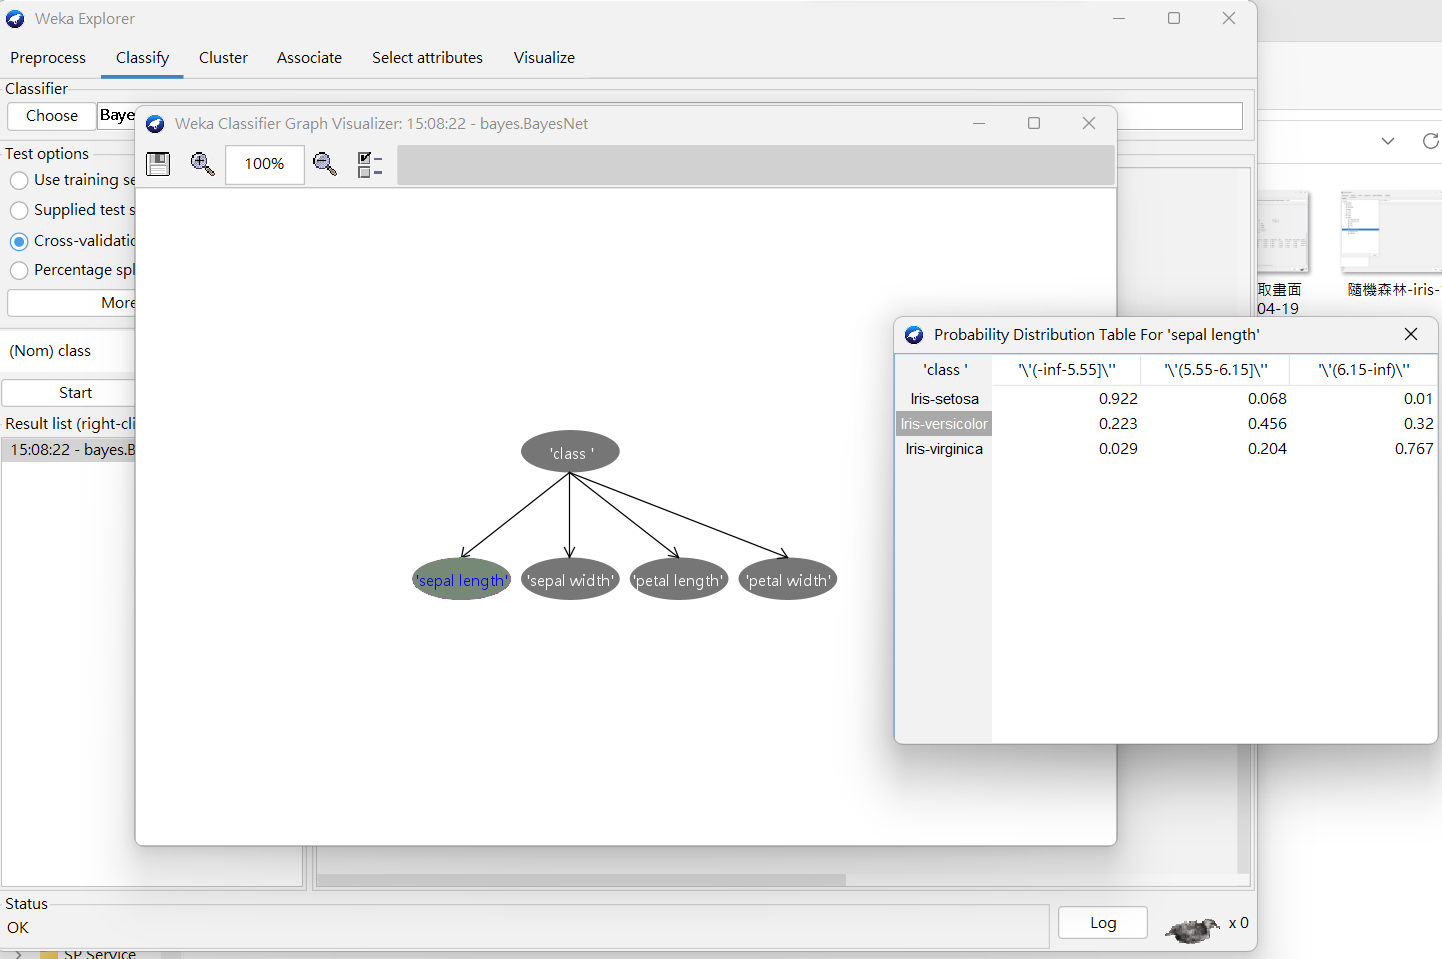 Weka Explorer
Preprocess Classify Cluster Associate Select attributes Visualize
Classifier
Choose Baye
Weka Classifier Graph Visualizer: 15:08:22 - bayes.BayesNet
100%
Test options
Use training se
Supplied test s
Cross-validatio
Percentage spl
More
(Nom) class
Start
Result list (right-cli
15:08:22 - bayes.B
'class '
'sepal length' 'sepal width' 'petal length' 'petal width'
取畫面
04-19
隨機森林-iris-
Probability Distribution Table For 'sepal length'
'class ' '\'(-inf-5.55]\'' '\'(5.55-6.15]\'' '\'(6.15-inf)\''
Iris-setosa 0.922 0.068 0.01
Iris-versicolor 0.223 0.456 0.32
Iris-virginica 0.029 0.204 0.767
Status
OK
Log
x 0
SP Service